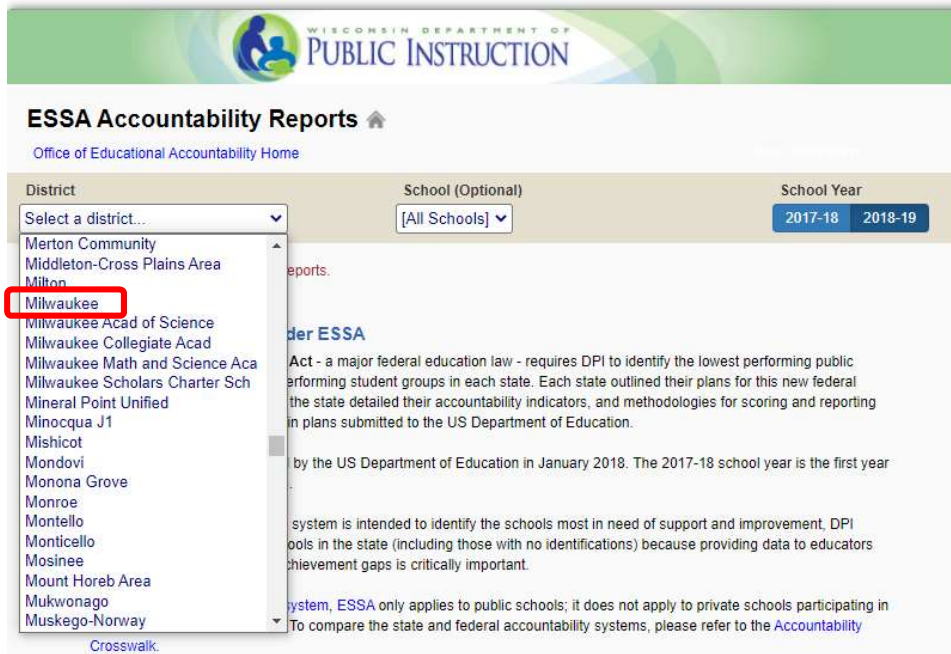 WISCONSIN DEPARTMENT OF
PUBLIC INSTRUCTION
ESSA Accountability Reports
Office of Educational Accountability Home
District
School (Optional)
School Year
Select a district...
[All Schools]
2017-18 2018-19
Merton Community
Middleton-Cross Plains Area
Milton
Milwaukee
Milwaukee Acad of Science
Milwaukee Collegiate Acad
Milwaukee Math and Science Aca
Milwaukee Scholars Charter Sch
Mineral Point Unified
Minocqua J1
Mishicot
Mondovi
Monona Grove
Monroe
Montello
Monticello
Mosinee
Mount Horeb Area
Mukwonago
Muskego-Norway
eports.
der ESSA
Act - a major federal education law - requires DPI to identify the lowest performing public
erforming student groups in each state. Each state outlined their plans for this new federal
the state detailed their accountability indicators, and methodologies for scoring and reporting
in plans submitted to the US Department of Education.
by the US Department of Education in January 2018. The 2017-18 school year is the first year
.
system is intended to identify the schools most in need of support and improvement, DPI
ools in the state (including those with no identifications) because providing data to educators
chievement gaps is critically important.
ystem, ESSA only applies to public schools; it does not apply to private schools participating in
To compare the state and federal accountability systems, please refer to the Accountability
Crosswalk.